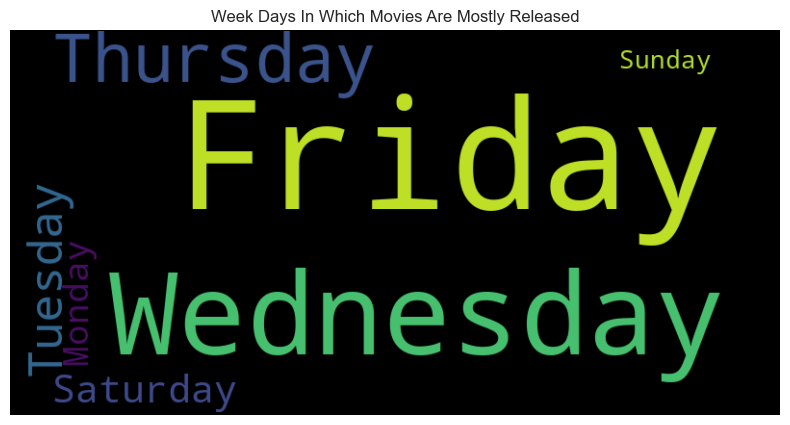 Week Days In Which Movies Are Mostly Released
Thursday
Sunday
Friday
Tuesday
Monday
Wednesday
Saturday